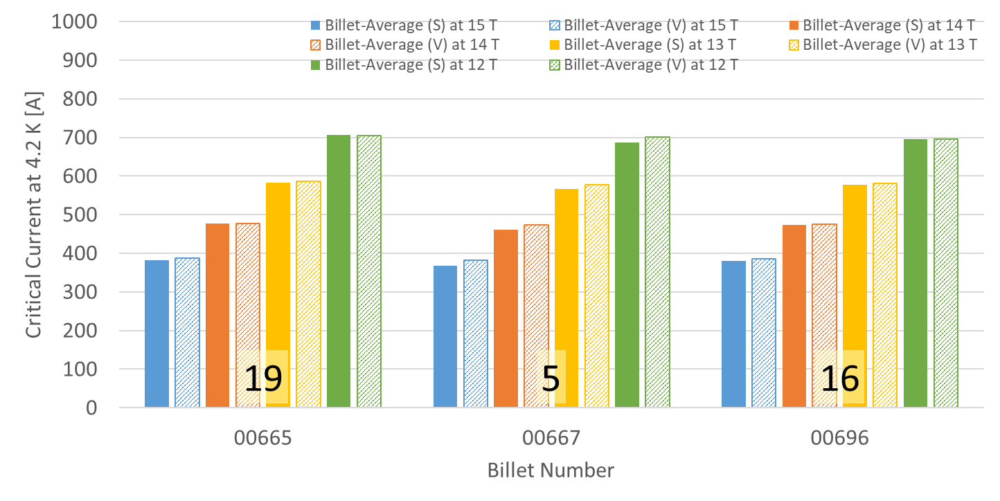 1000
900
800
700
600
500
400
300
200
100
0
Critical Current at 4.2 K [A]
Billet-Average (S) at 15 T
Billet-Average (V) at 15 T
Billet-Average (S) at 14 T
Billet-Average (V) at 14 T
Billet-Average (S) at 13 T
Billet-Average (V) at 13 T
Billet-Average (S) at 12 T
Billet-Average (V) at 12 T
19
5
16
00665
00667
00696
Billet Number